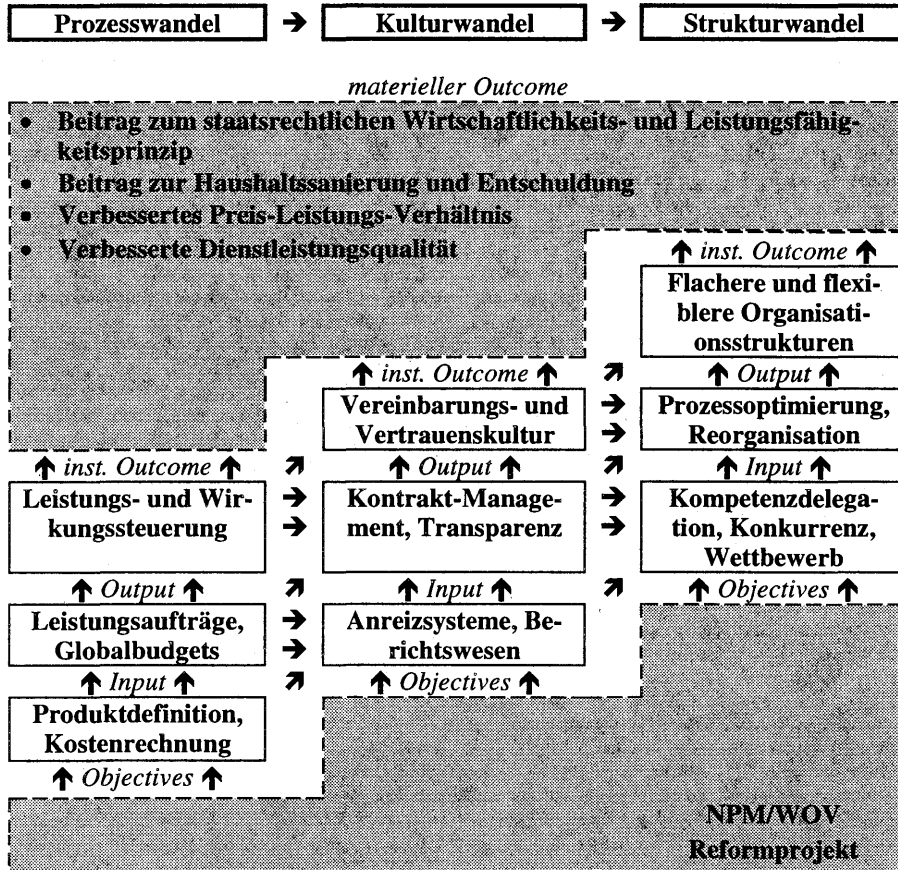 Prozesswandel → Kulturwandel → Strukturwandel
materieller Outcome
• Beitrag zum staatsrechtlichen Wirtschaftlichkeits- und Leistungsfähig-
keitsprinzip
• Beitrag zur Haushaltssanierung und Entschuldung
• Verbessertes Preis-Leistungs-Verhältnis
• Verbesserte Dienstleistungsqualität
inst. Outcome
Flachere und flexi-
blere Organisati-
onsstrukturen
inst. Outcome
Output
Vereinbarungs- und
Vertrauenskultur
Prozessoptimierung,
Reorganisation
inst. Outcome
Output
Input
Leistungs- und Wir-
kungssteuerung
Kontrakt-Manage-
ment, Transparenz
Kompetenzdelega-
tion, Konkurrenz,
Wettbewerb
Output
Input
Objectives
Leistungsaufträge,
Globalbudgets
Anreizsysteme, Be-
richtswesen
Input
Objectives
Produktdefinition,
Kostenrechnung
Objectives
NPM/WOV
Reformprojekt